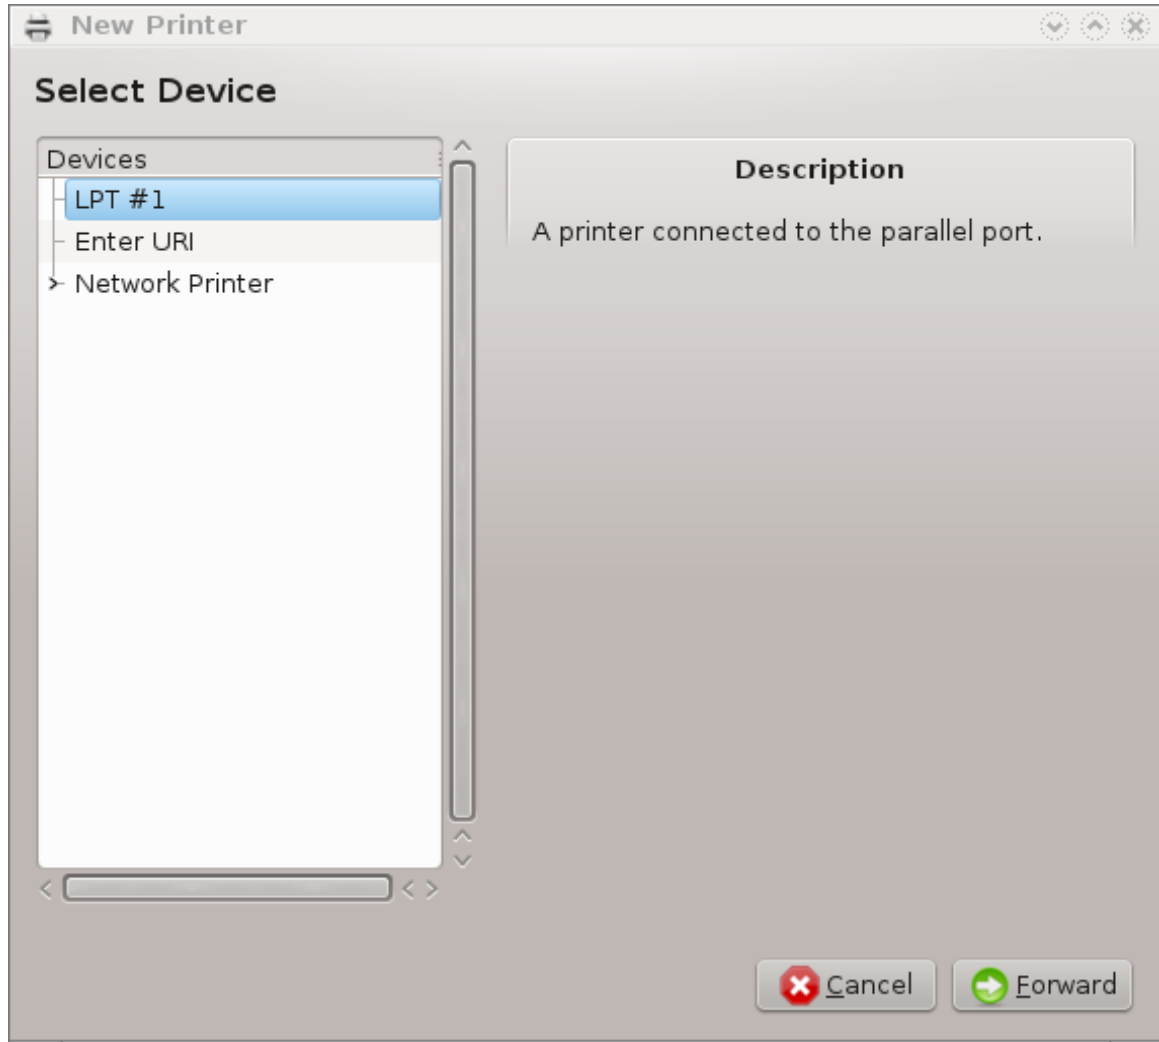 New Printer
Select Device
Devices
LPT #1
Enter URI
Network Printer
Description
A printer connected to the parallel port.
Cancel
Forward